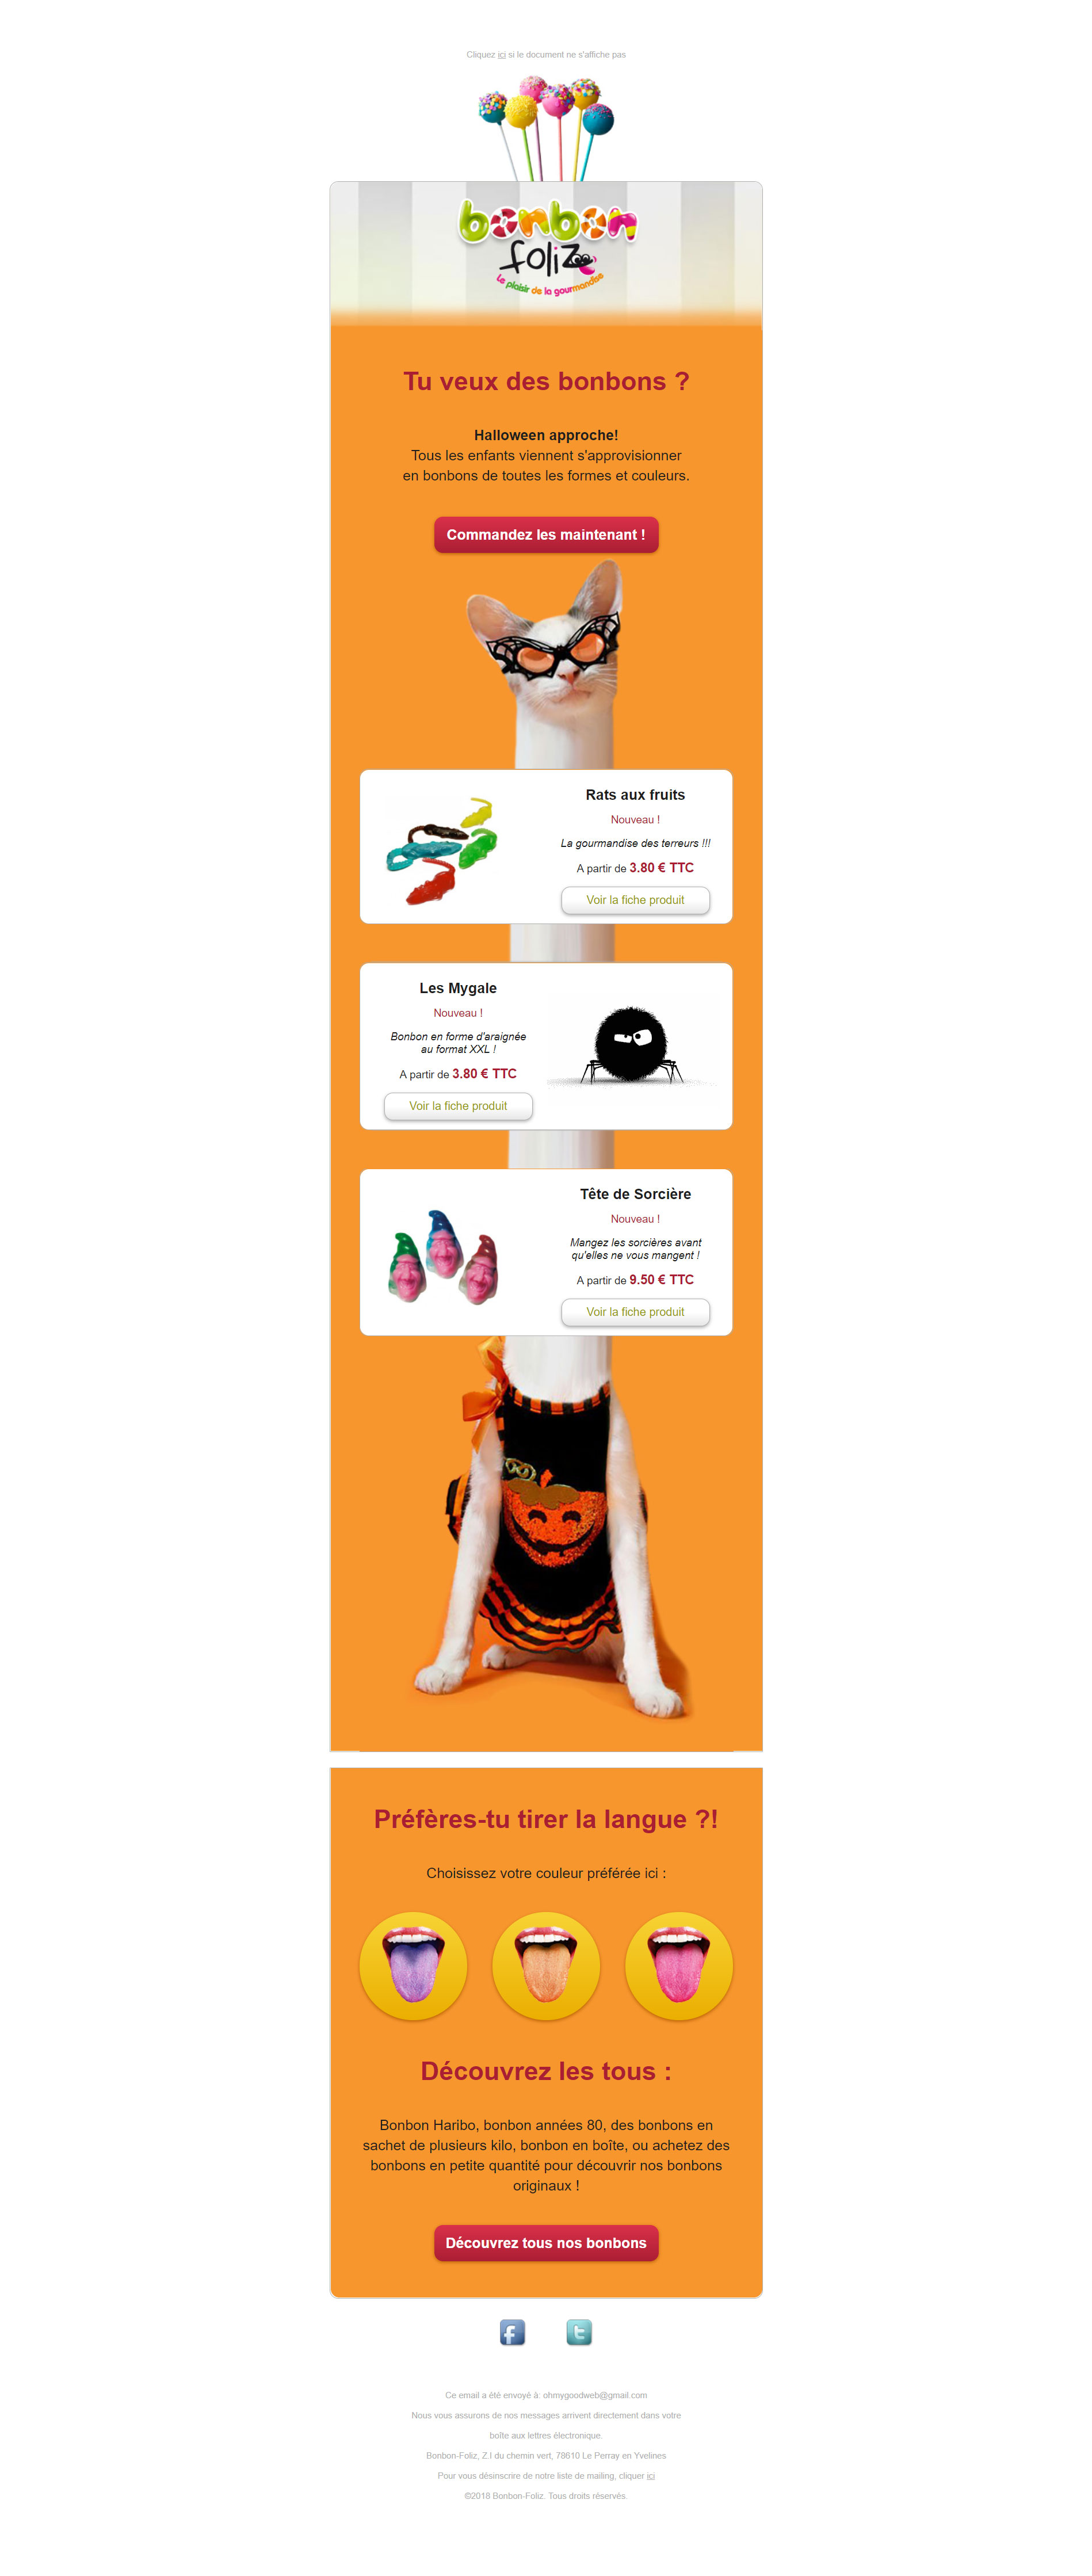 Cliquez ici si le document ne s'affiche pas
bonbon
foliz
Le plaisir de la gourmandise
Tu veux des bonbons ?
Halloween approche!
Tous les enfants viennent s'approvisionner
en bonbons de toutes les formes et couleurs.
Commandez les maintenant !
Rats aux fruits
Nouveau !
La gourmandise des terreurs !!!
A partir de 3.80 € TTC
Voir la fiche produit
Les Mygale
Nouveau !
Bonbon en forme d'araignée
au format XXL !
A partir de 3.80 € TTC
Voir la fiche produit
Tête de Sorcière
Nouveau !
Mangez les sorcières avant
qu'elles ne vous mangent !
A partir de 9.50 € TTC
Voir la fiche produit
Préfères-tu tirer la langue ?!
Choisissez votre couleur préférée ici :
Découvrez les tous :
Bonbon Haribo, bonbon années 80, des bonbons en
sachet de plusieurs kilo, bonbon en boîte, ou achetez des
bonbons en petite quantité pour découvrir nos bonbons
originaux !
Découvrez tous nos bonbons
Ce email a été envoyé à: ohmygoodweb@gmail.com
Nous vous assurons de nos messages arrivent directement dans votre
boîte aux lettres électronique.
Bonbon-Foliz, Z.I du chemin vert, 78610 Le Perray en Yvelines
Pour vous désinscrire de notre liste de mailing, cliquer ici
©2018 Bonbon-Foliz. Tous droits réservés.